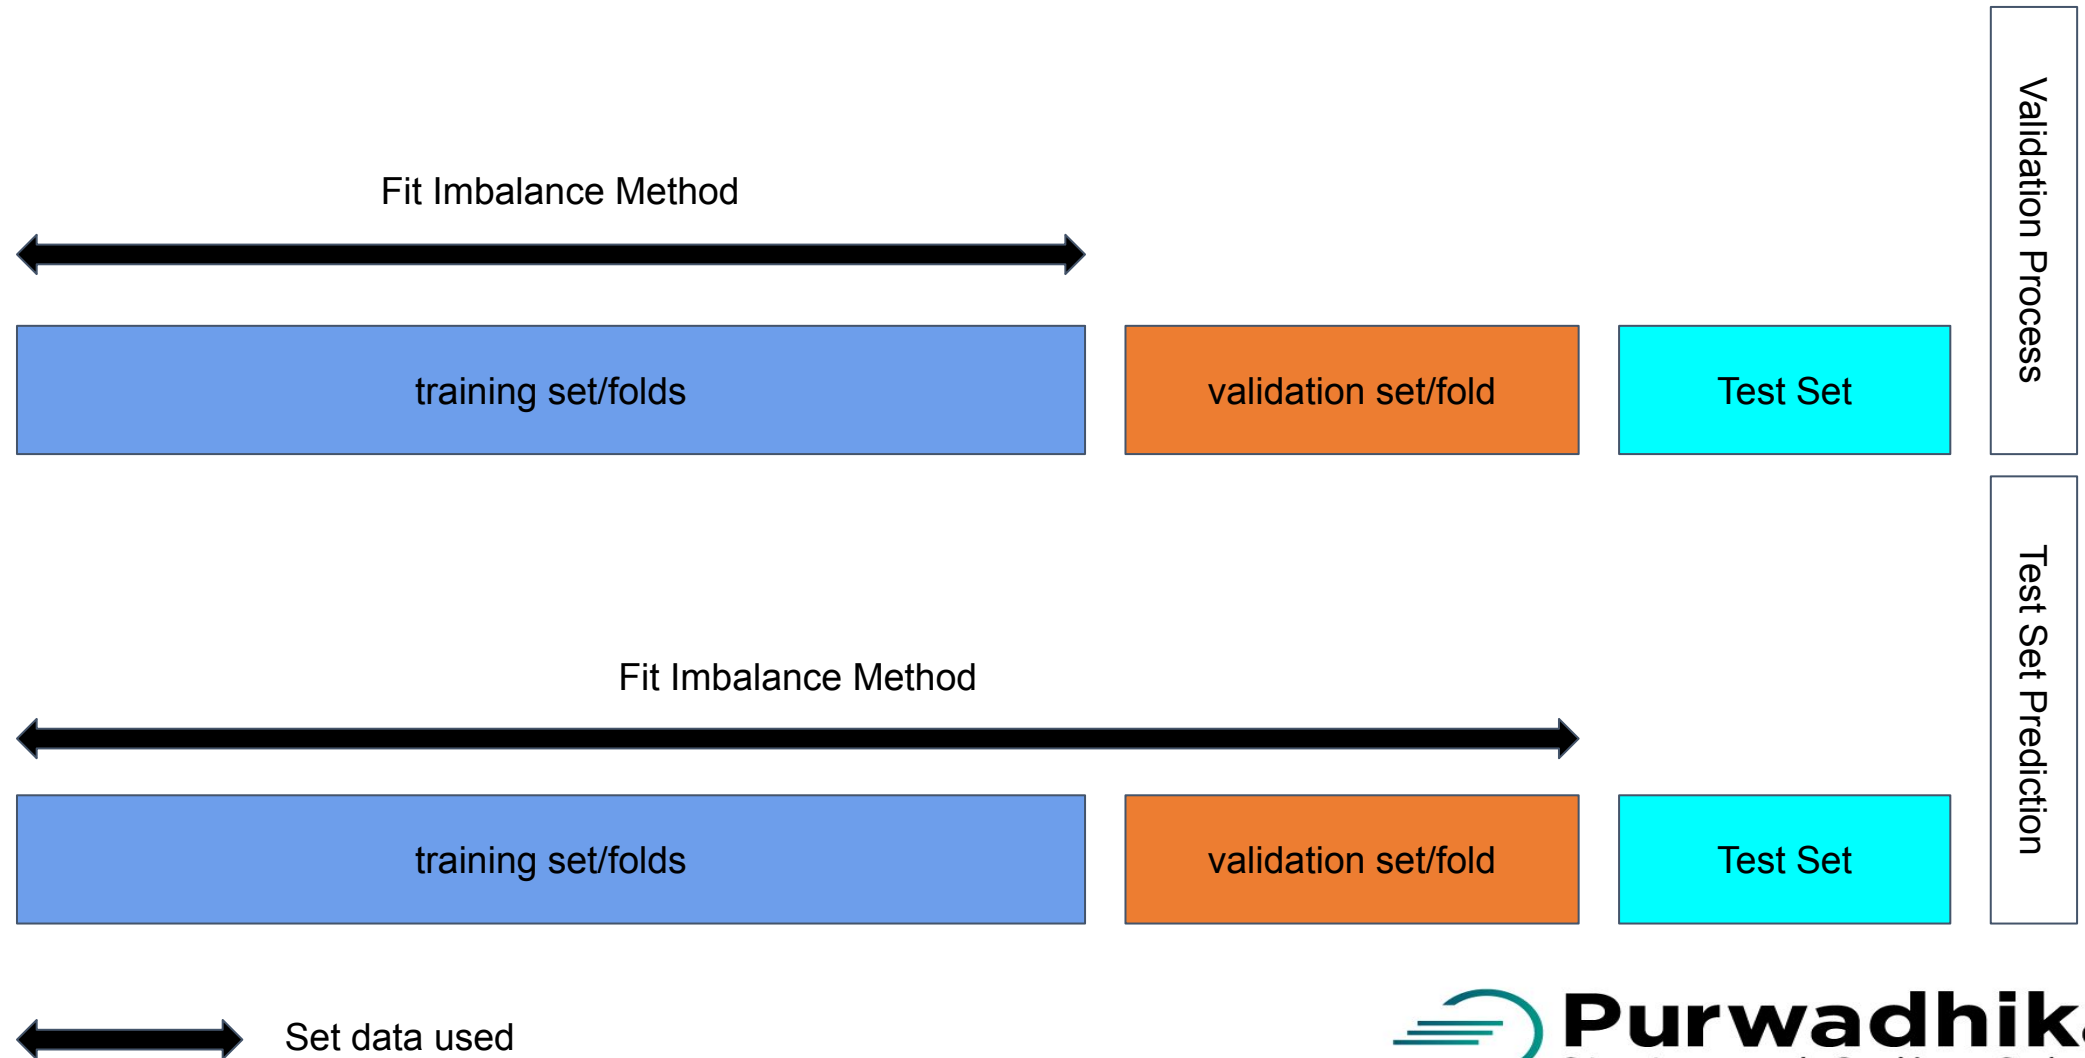 Validation Process
Fit Imbalance Method
training set/folds
validation set/fold
Test Set
Test Set Prediction
Fit Imbalance Method
training set/folds
validation set/fold
Test Set
Set data used
Purwadhika